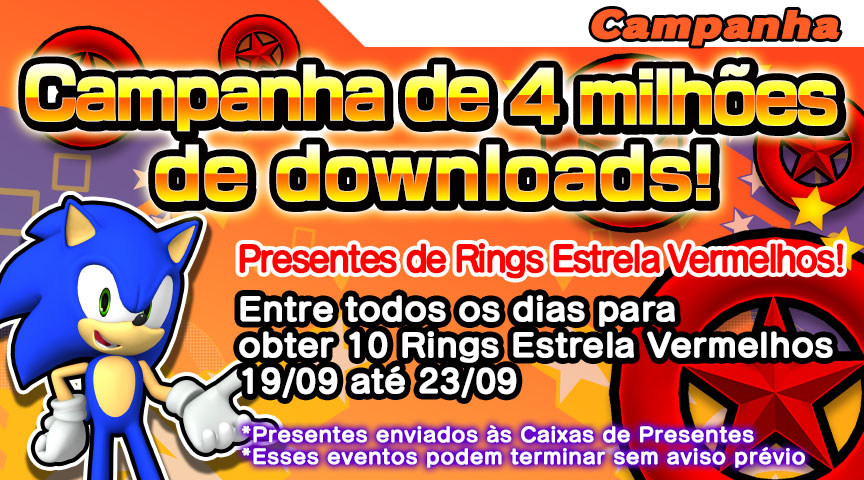 Campanha
Campanha de 4 milhões
de downloads!
Presentes de Rings Estrela Vermelhos!
Entre todos os dias para
obter 10 Rings Estrela Vermelhos
19/09 até 23/09
*Presentes enviados às Caixas de Presentes
*Esses eventos podem terminar sem aviso prévio